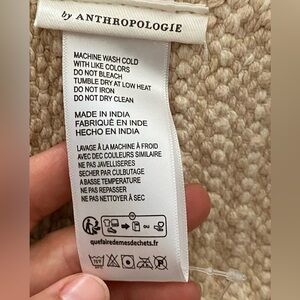 by ANTHROPOLOGIE
MACHINE WASH COLD
WITH LIKE COLORS
DO NOT BLEACH
TUMBLE DRY AT LOW HEAT
DO NOT IRON
DO NOT DRY CLEAN
MADE IN INDIA
FABRIQUÉ EN INDE
HECHO EN INDIA
LAVAGE À LA MACHINE À FROID
AVEC DEC COULEURS SIMILAIRE
NE PAS JAVELLISERES
SECHER PAR CULBUTAGE
A BASSE TEMPERATURE
NE PAS REPASSER
NE PAS NETTOYER À SEC
OU
quefairedemesdechets.fr